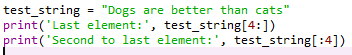 test_string = "Dogs are better than cats"
print('Last element:', test_string[4:])
print('Second to last element:', test_string[:4])